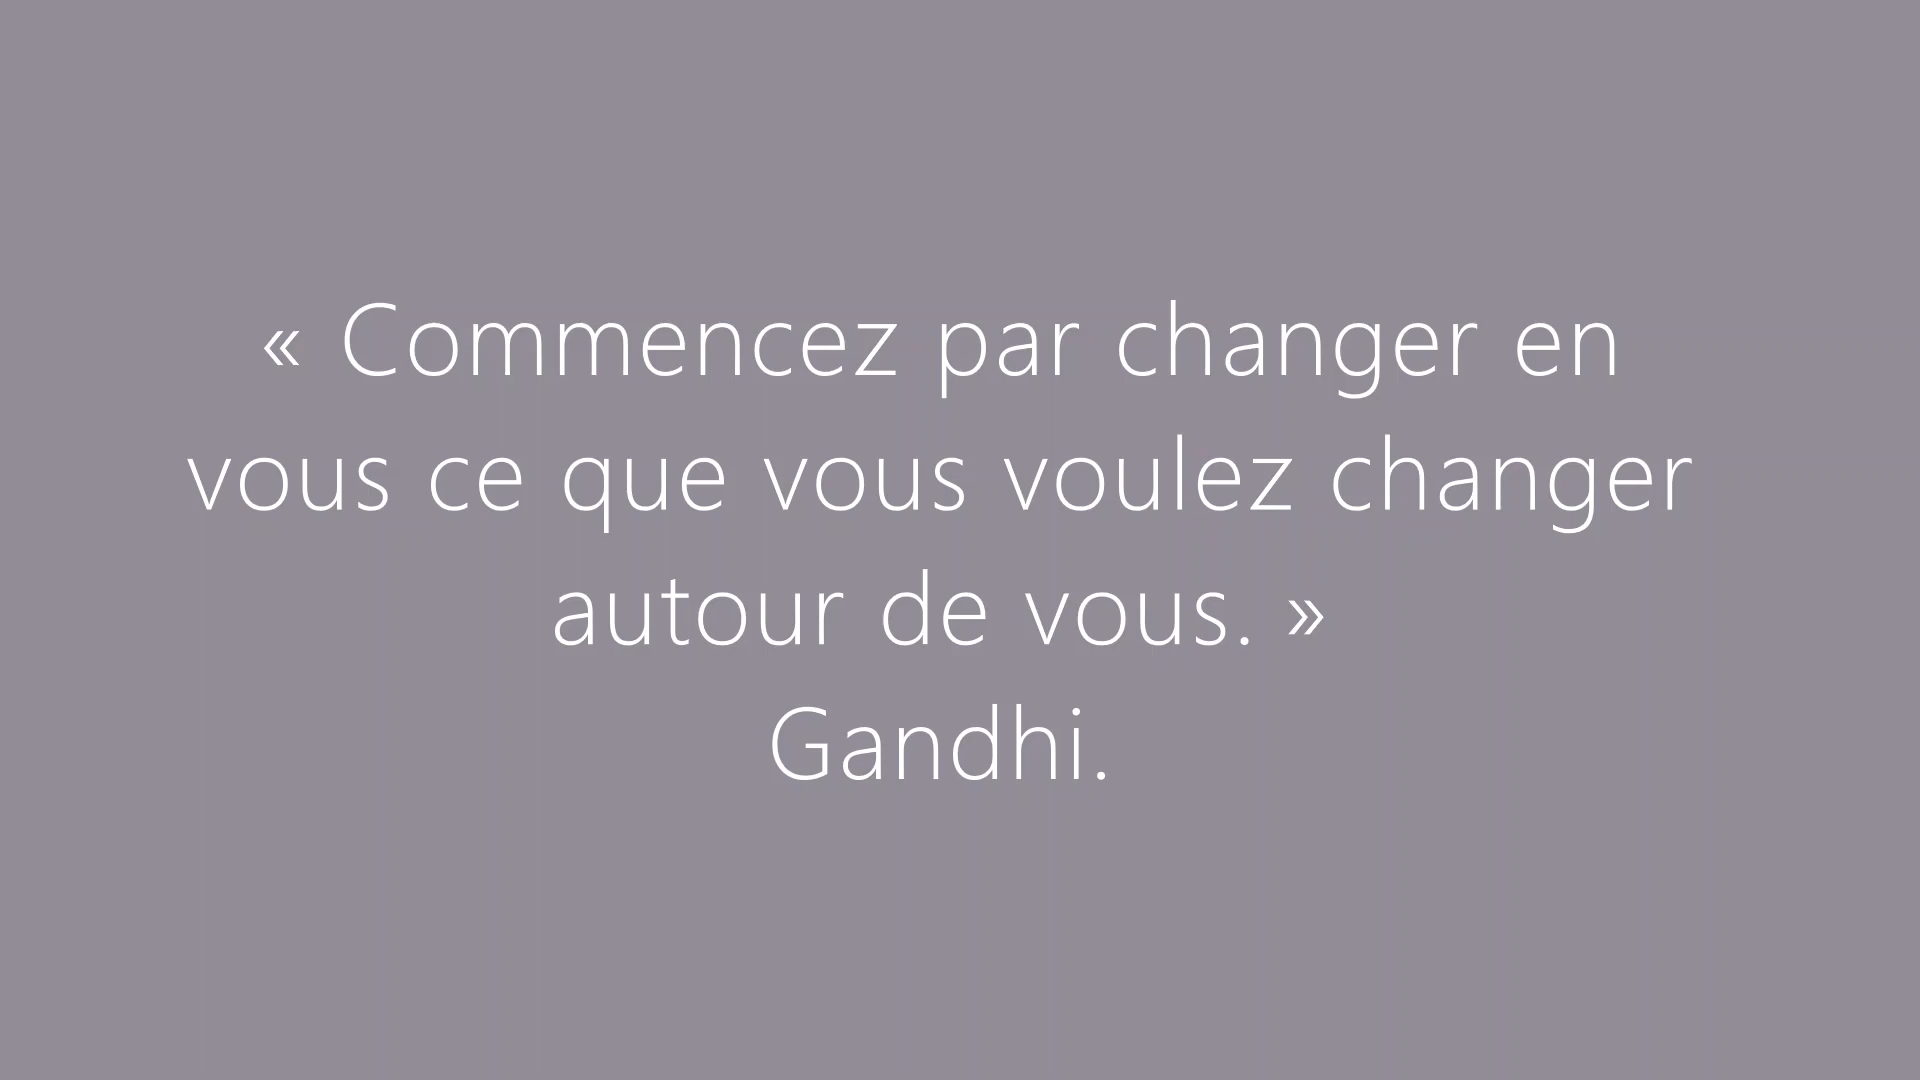 « Commencez par changer en
vous ce que vous voulez changer
autour de vous. »
Gandhi.